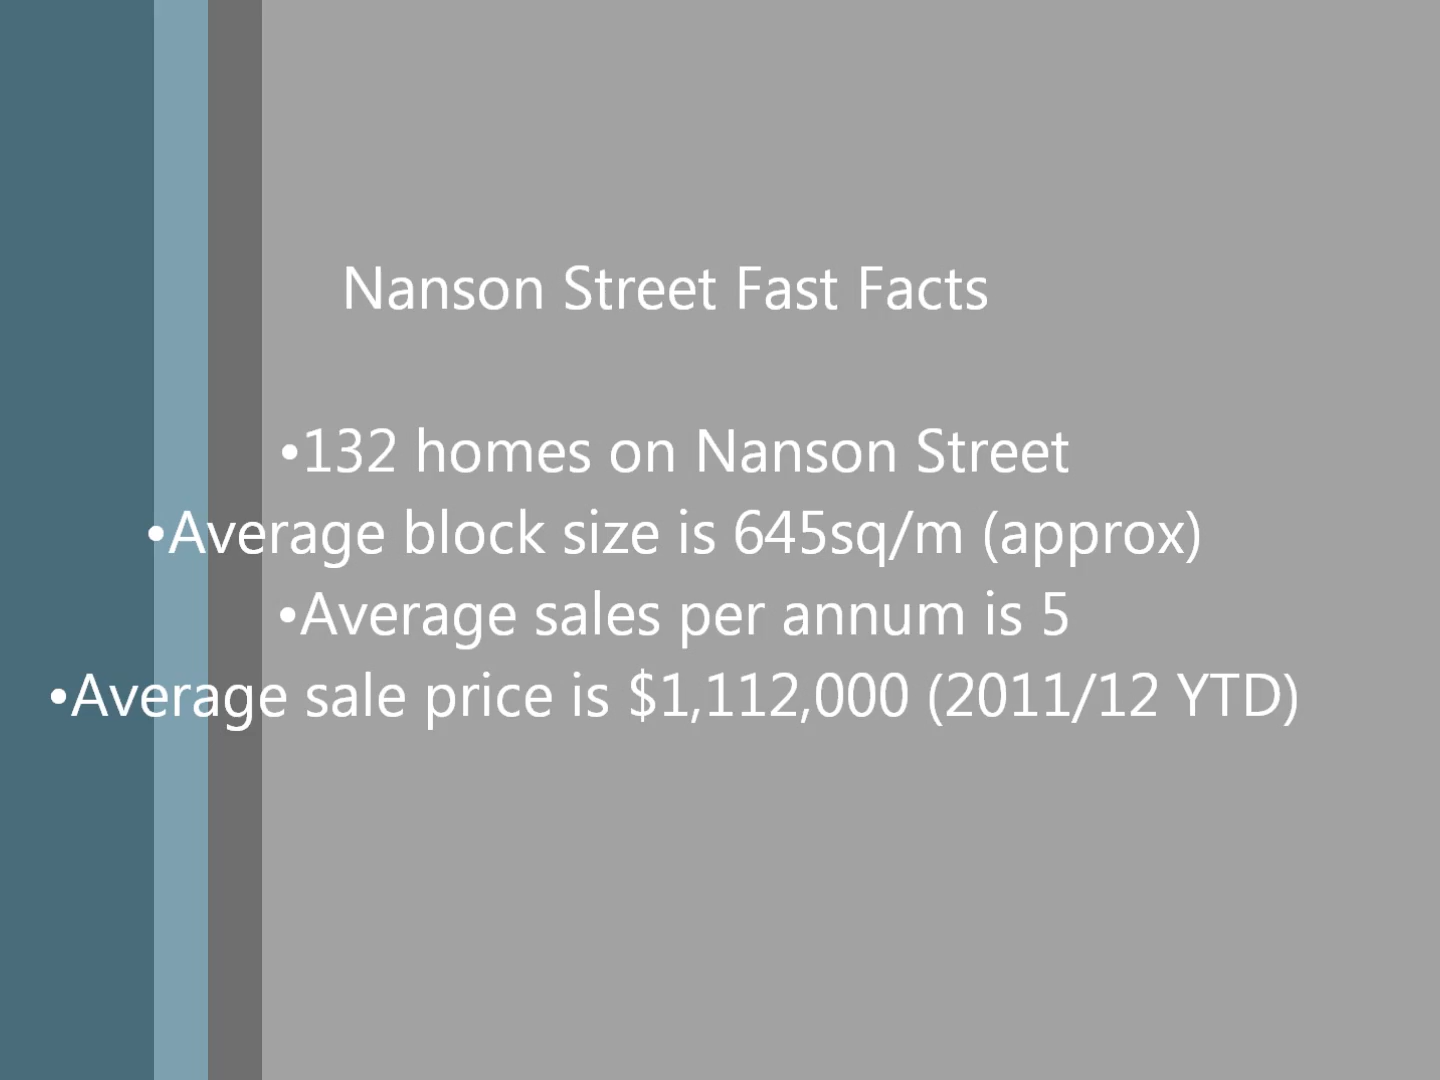 Nanson Street Fast Facts
•132 homes on Nanson Street
•Average block size is 645sq/m (approx)
•Average sales per annum is 5
•Average sale price is $1,112,000 (2011/12 YTD)